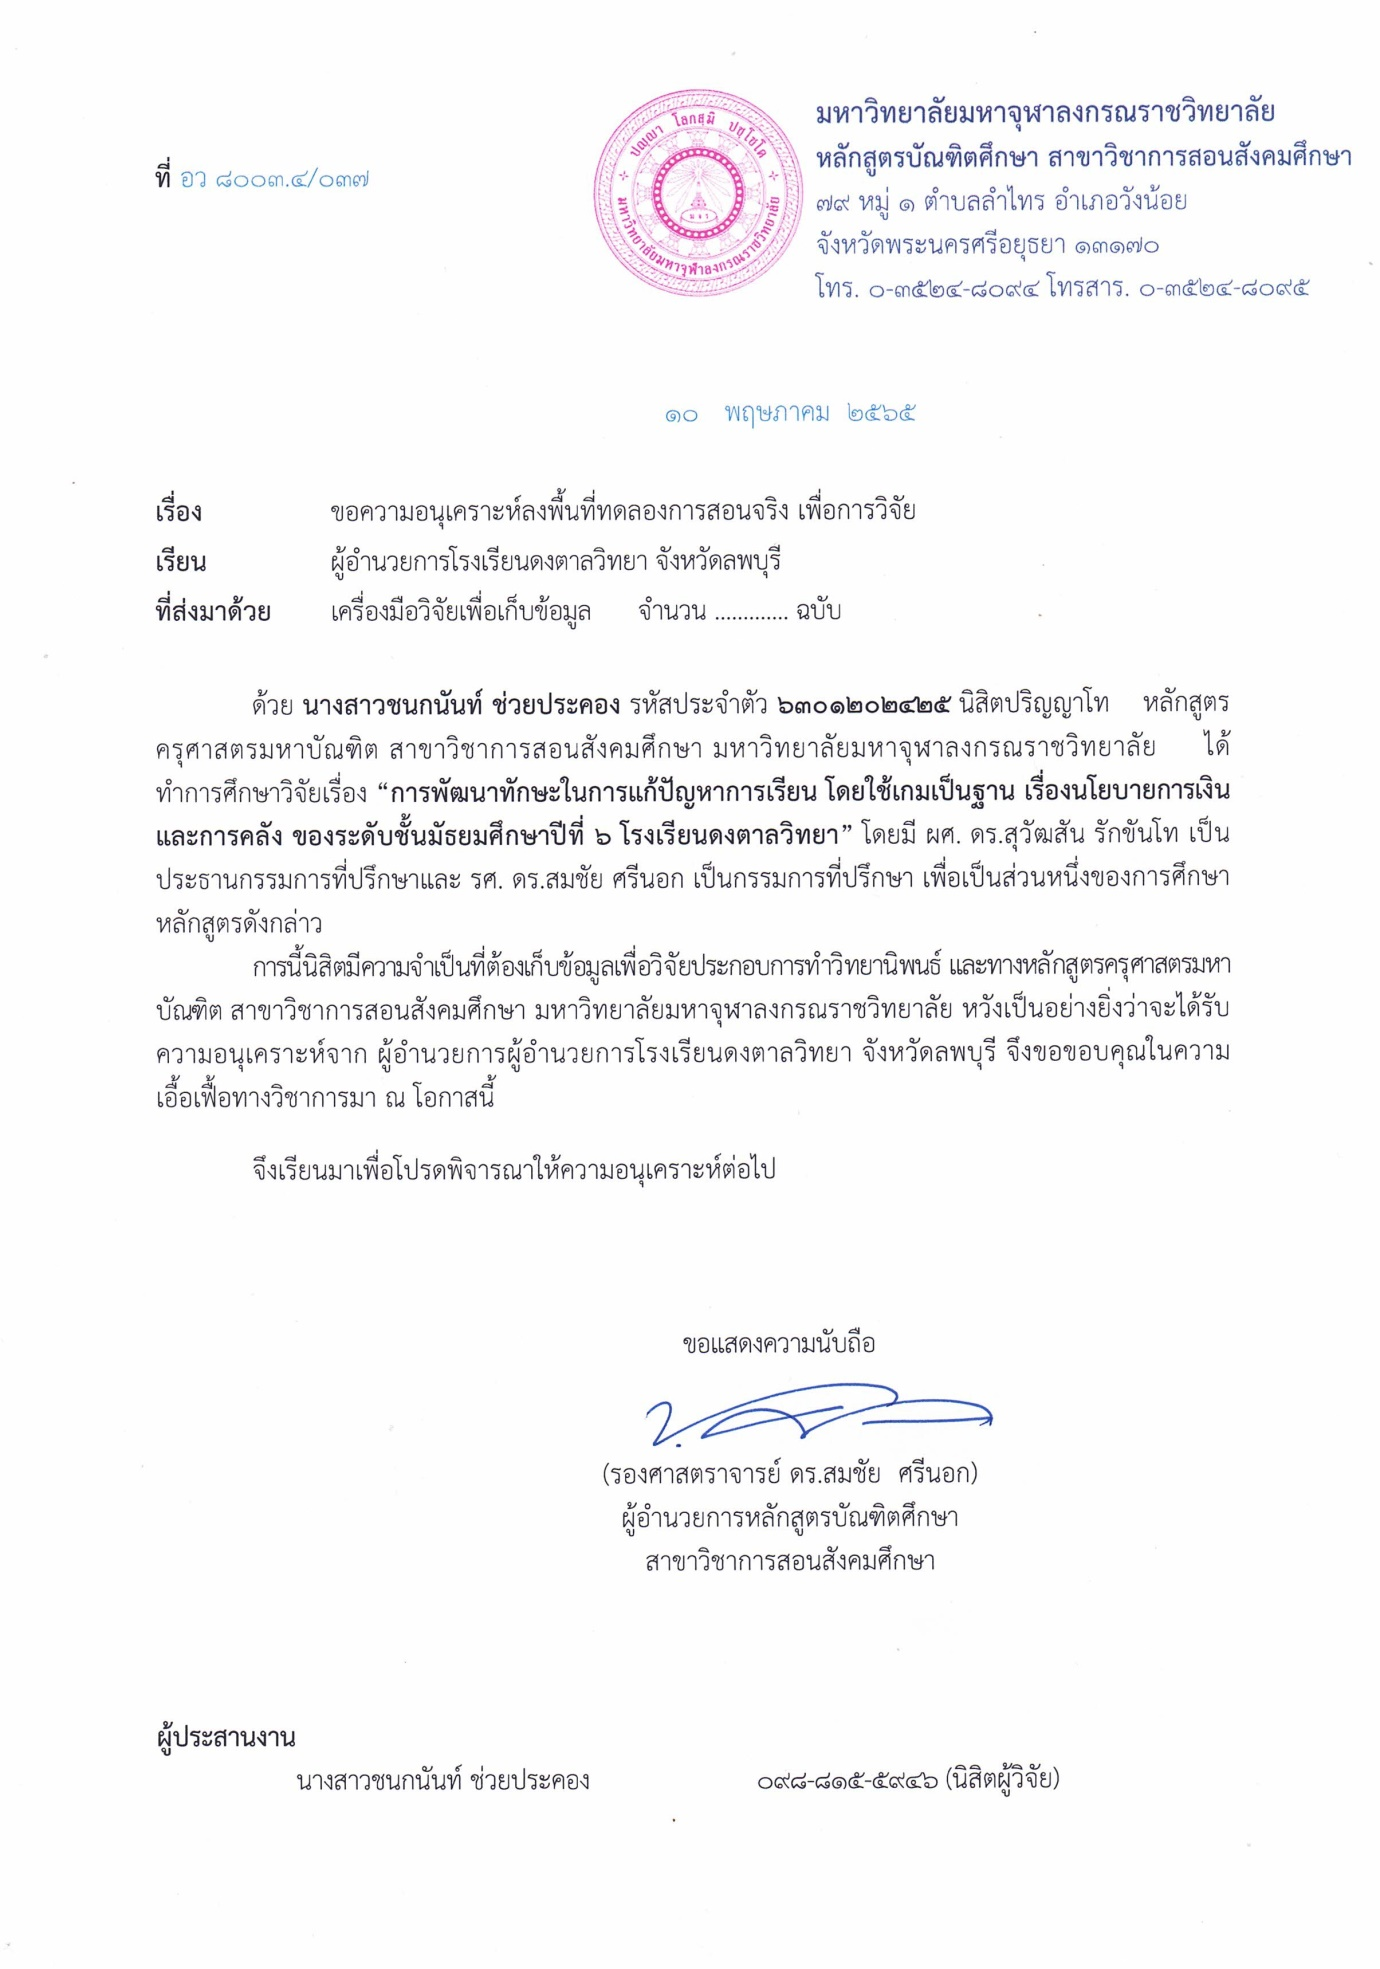 มหาวิทยาลัยมหาจุฬาลงกรณราชวิทยาลัย
หลักสูตรบัณฑิตศึกษา สาขาวิชาการสอนสังคมศึกษา
๗๙ หมู่ ๑ ตำบลลำไทร อำเภอวังน้อย
จังหวัดพระนครศรีอยุธยา ๑๓๑๗๐
โทร. ๐-๓๕๒๔-๘๐๙๔ โทรสาร. ๐-๓๕๒๔-๘๐๙๕
ปญฺญา โลกสฺมิ ปชฺโชโต
มหาวิทยาลัยมหาจุฬาลงกรณราชวิทยาลัย
ม จ ร
ที่ อว ๘๐๐๓.๔/๐๓๗
๑๐ พฤษภาคม ๒๕๖๕
เรื่อง ขอความอนุเคราะห์ลงพื้นที่ทดลองการสอนจริง เพื่อการวิจัย
เรียน ผู้อำนวยการโรงเรียนดงตาลวิทยา จังหวัดลพบุรี
ที่ส่งมาด้วย เครื่องมือวิจัยเพื่อเก็บข้อมูล จำนวน ............. ฉบับ
ด้วย นางสาวชนกนันท์ ช่วยประคอง รหัสประจำตัว ๖๓๐๑๒๐๒๔๒๕ นิสิตปริญญาโท หลักสูตร
ครุศาสตรมหาบัณฑิต สาขาวิชาการสอนสังคมศึกษา มหาวิทยาลัยมหาจุฬาลงกรณราชวิทยาลัย ได้
ทำการศึกษาวิจัยเรื่อง “การพัฒนาทักษะในการแก้ปัญหาการเรียน โดยใช้เกมเป็นฐาน เรื่องนโยบายการเงิน
และการคลัง ของระดับชั้นมัธยมศึกษาปีที่ ๖ โรงเรียนดงตาลวิทยา” โดยมี ผศ. ดร.สุวัฒสัน รักขันโท เป็น
ประธานกรรมการที่ปรึกษาและ รศ. ดร.สมชัย ศรีนอก เป็นกรรมการที่ปรึกษา เพื่อเป็นส่วนหนึ่งของการศึกษา
หลักสูตรดังกล่าว
การนี้นิสิตมีความจำเป็นที่ต้องเก็บข้อมูลเพื่อวิจัยประกอบการทำวิทยานิพนธ์ และทางหลักสูตรครุศาสตรมหา
บัณฑิต สาขาวิชาการสอนสังคมศึกษา มหาวิทยาลัยมหาจุฬาลงกรณราชวิทยาลัย หวังเป็นอย่างยิ่งว่าจะได้รับ
ความอนุเคราะห์จาก ผู้อำนวยการผู้อำนวยการโรงเรียนดงตาลวิทยา จังหวัดลพบุรี จึงขอขอบคุณในความ
เอื้อเฟื้อทางวิชาการมา ณ โอกาสนี้
จึงเรียนมาเพื่อโปรดพิจารณาให้ความอนุเคราะห์ต่อไป
ขอแสดงความนับถือ
(รองศาสตราจารย์ ดร.สมชัย ศรีนอก)
ผู้อำนวยการหลักสูตรบัณฑิตศึกษา
สาขาวิชาการสอนสังคมศึกษา
ผู้ประสานงาน
นางสาวชนกนันท์ ช่วยประคอง ๐๙๘-๘๑๕-๕๙๔๖ (นิสิตผู้วิจัย)